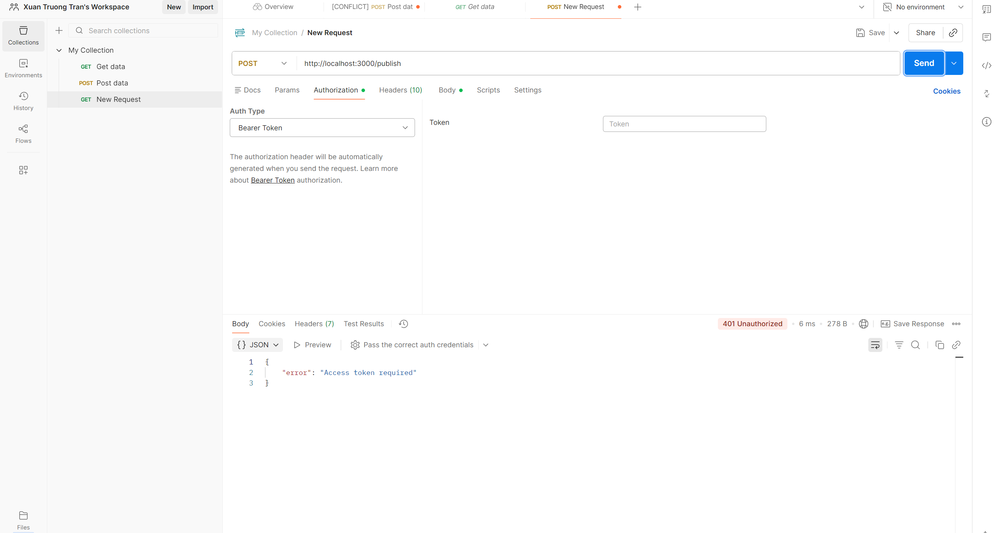 Xuan Truong Tran's Workspace
New
Import
Overview
[CONFLICT] POST Post dat
GET Get data
POST New Request
No environment
Collections
Environments
History
Flows
Files
Search collections
My Collection
GET Get data
POST Post data
GET New Request
HTTP My Collection / New Request
Save
Share
POST http://localhost:3000/publish
Send
Docs
Params
Authorization
Headers (10)
Body
Scripts
Settings
Cookies
Auth Type
Bearer Token
The authorization header will be automatically
generated when you send the request. Learn more
about Bearer Token authorization.
Token
Token
Body
Cookies
Headers (7)
Test Results
401 Unauthorized
6 ms
278 B
e.g. Save Response
{} JSON
Preview
Pass the correct auth credentials
1 {
2 "error": "Access token required"
3 }